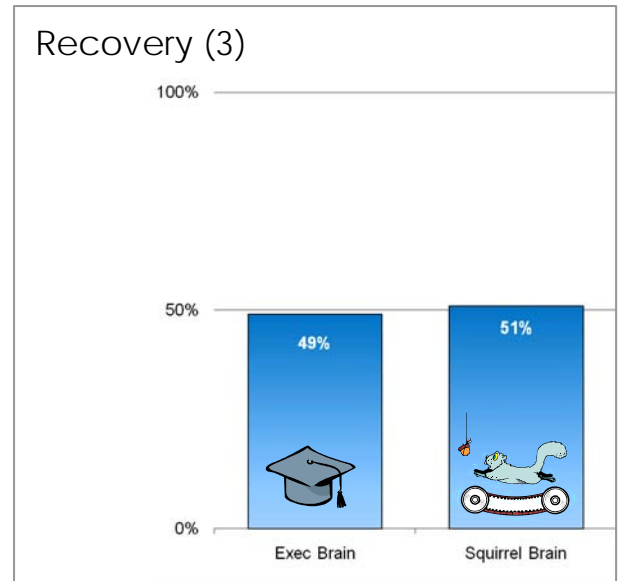 Recovery (3)
100%
50%
49%
51%
0%
Exec Brain
Squirrel Brain